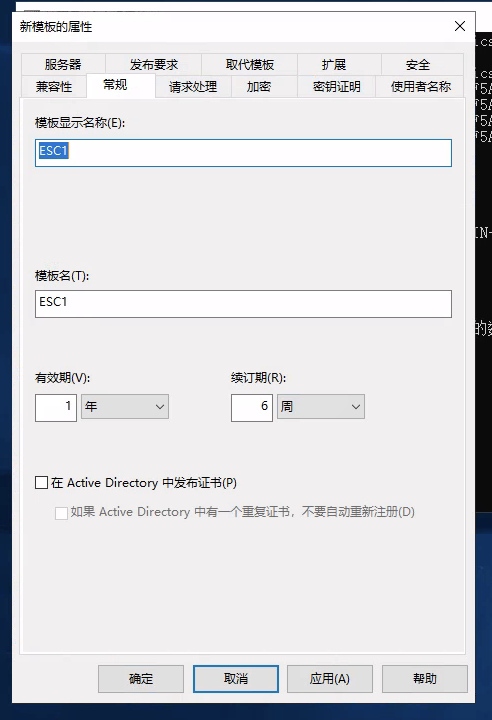 新模板的属性
服务器 发布要求 取代模板 扩展 安全
兼容性 常规 请求处理 加密 密钥证明 使用者名称
模板显示名称(E):
ESC1
模板名(T):
ESC1
有效期(V): 续订期(R):
1 年 6 周
在 Active Directory 中发布证书(P)
如果 Active Directory 中有一个重复证书，不要自动重新注册(D)
确定 取消 应用(A) 帮助